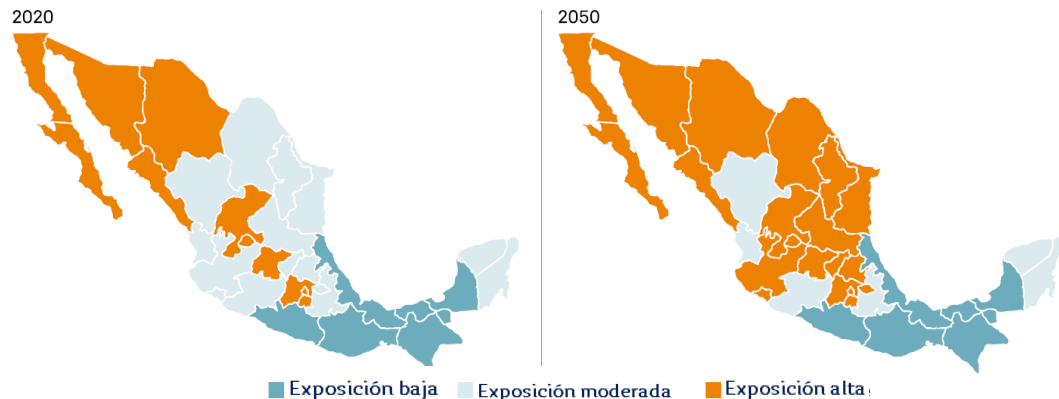 2020
2050
Exposición baja
Exposición moderada
Exposición alta